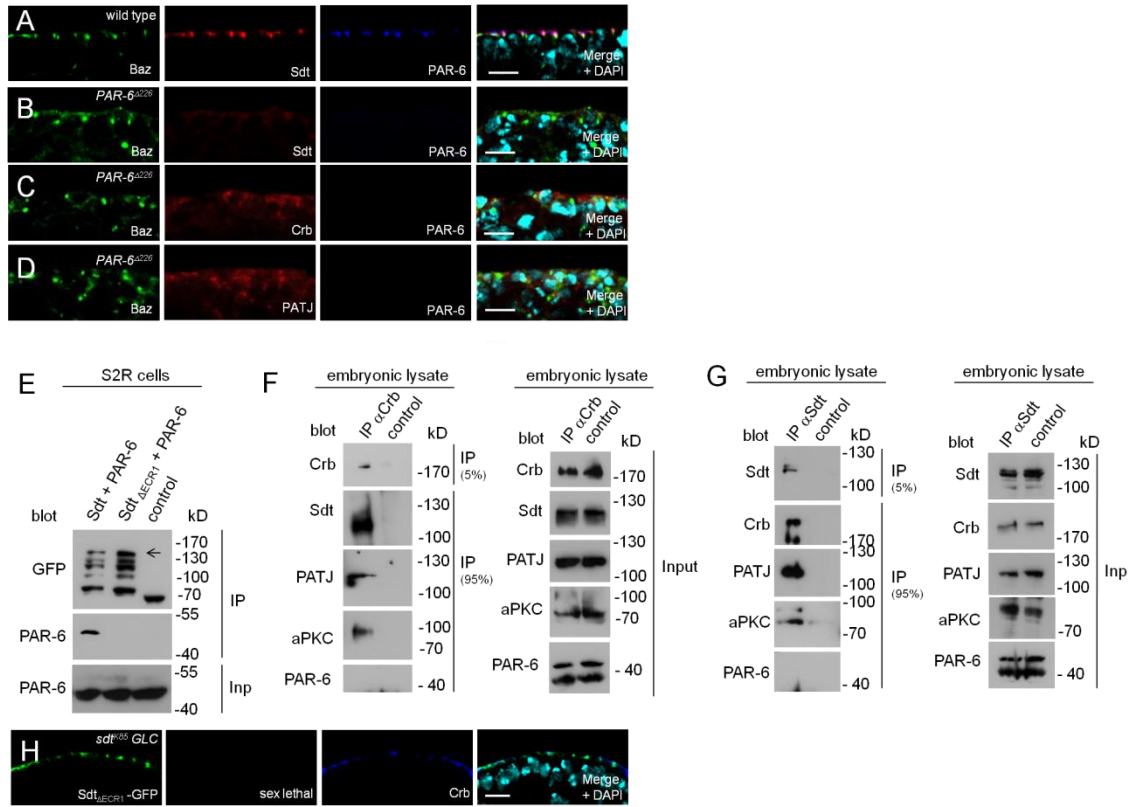 A wild type
Baz Sdt PAR-6 Merge + DAPI
B PAR-6Δ226
Baz Sdt PAR-6 Merge + DAPI
C PAR-6Δ226
Baz Crb PAR-6 Merge + DAPI
D PAR-6Δ226
Baz PATJ PAR-6 Merge + DAPI
E S2R cells
blot Sdt + PAR-6 SdtΔECR1 + PAR-6 control kD
GFP -170 -130 -100 -70 -55 IP
PAR-6 -40
PAR-6 -55 -40 Inp
F embryonic lysate
blot IP αCrb control kD
Crb -170 IP (5%)
Sdt -130 -100
PATJ -130 -100 IP (95%)
aPKC -100 -70
PAR-6 - 40
embryonic lysate
blot IP αCrb control kD
Crb -170
Sdt -130 -100
PATJ -130 -100 Input
aPKC -100 -70
PAR-6 - 40
G embryonic lysate
blot IP αSdt control kD
Sdt -130 -100 IP (5%)
Crb -170
PATJ -130 -100 IP (95%)
aPKC -100 -70
PAR-6 - 40
embryonic lysate
blot IP αSdt control kD
Sdt -130 -100
Crb -170
PATJ -130 -100 Inp
aPKC -70
PAR-6 - 40
H sdtK85 GLC
SdtΔECR1-GFP sex lethal Crb Merge + DAPI